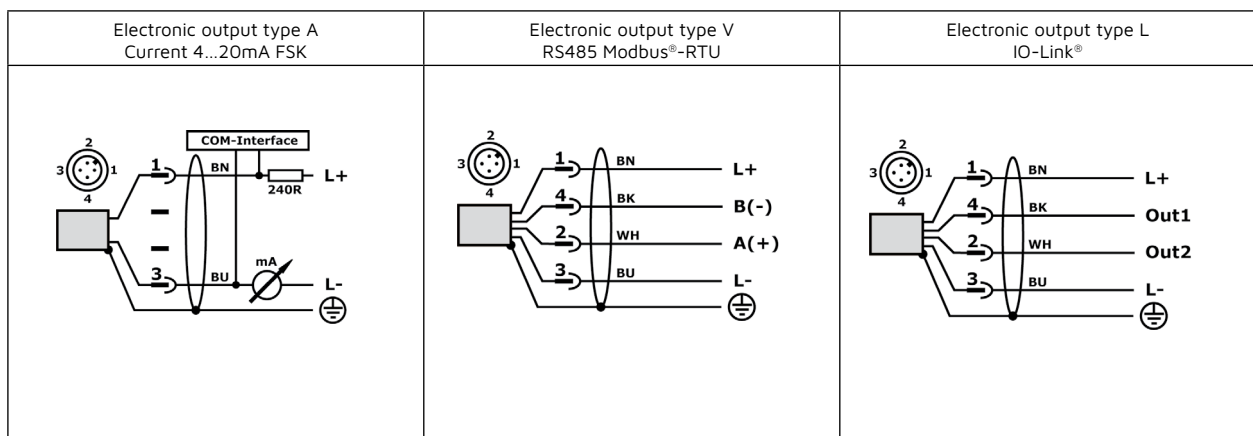 Electronic output type A
Current 4...20mA FSK
Electronic output type V
RS485 Modbus®-RTU
Electronic output type L
IO-Link®
COM-Interface
2
3
1
4
1
BN
240R
L+
3
BU
mA
L-
2
3
1
4
1
BN
L+
4
BK
B(-)
2
WH
A(+)
3
BU
L-
2
3
1
4
1
BN
L+
4
BK
Out1
2
WH
Out2
3
BU
L-